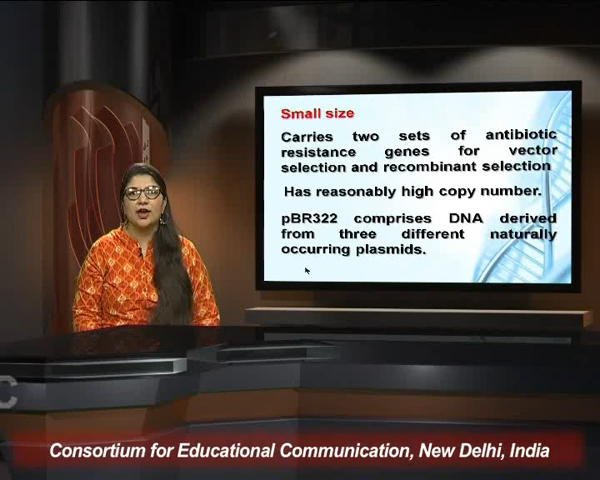 Small size
Carries two sets of antibiotic
resistance genes for vector
selection and recombinant selection
Has reasonably high copy number.
pBR322 comprises DNA derived
from three different naturally
occurring plasmids.
C
Consortium for Educational Communication, New Delhi, India